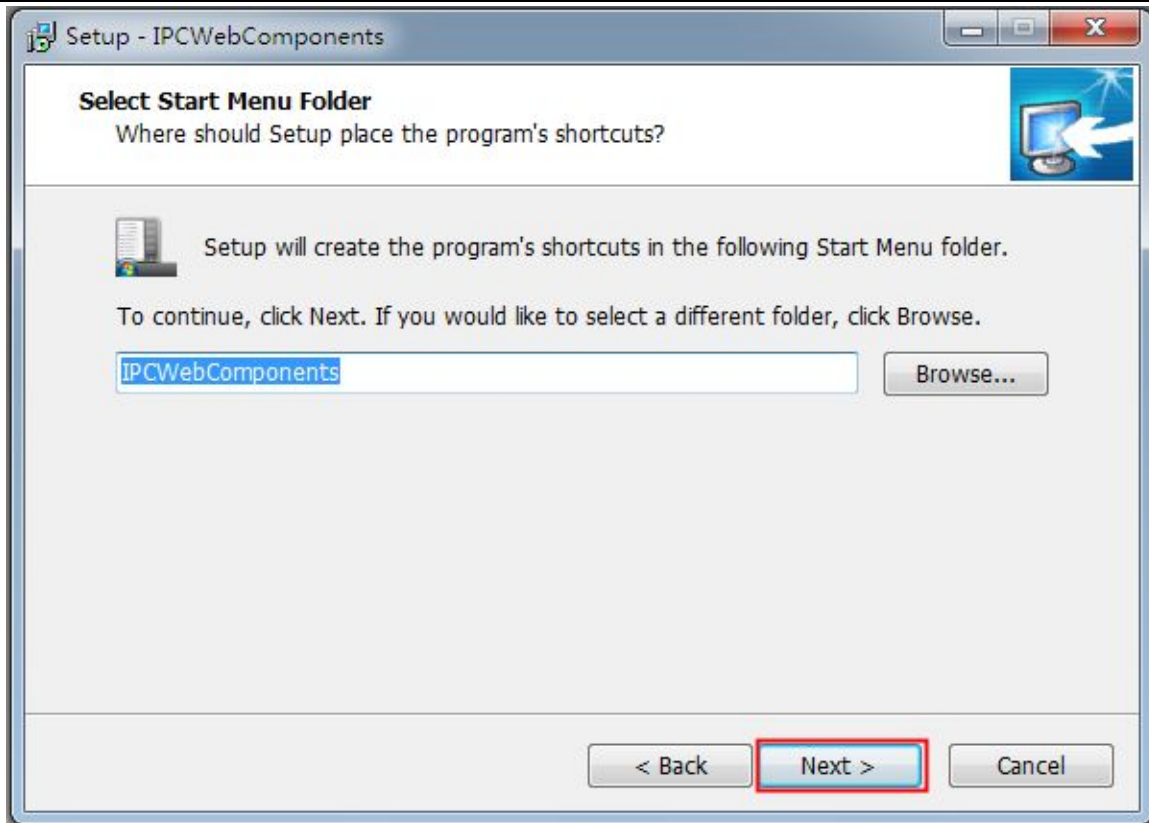 Setup - IPCWebComponents
Select Start Menu Folder
Where should Setup place the program's shortcuts?
Setup will create the program's shortcuts in the following Start Menu folder.
To continue, click Next. If you would like to select a different folder, click Browse.
IPCWebComponents
Browse...
< Back
Next >
Cancel